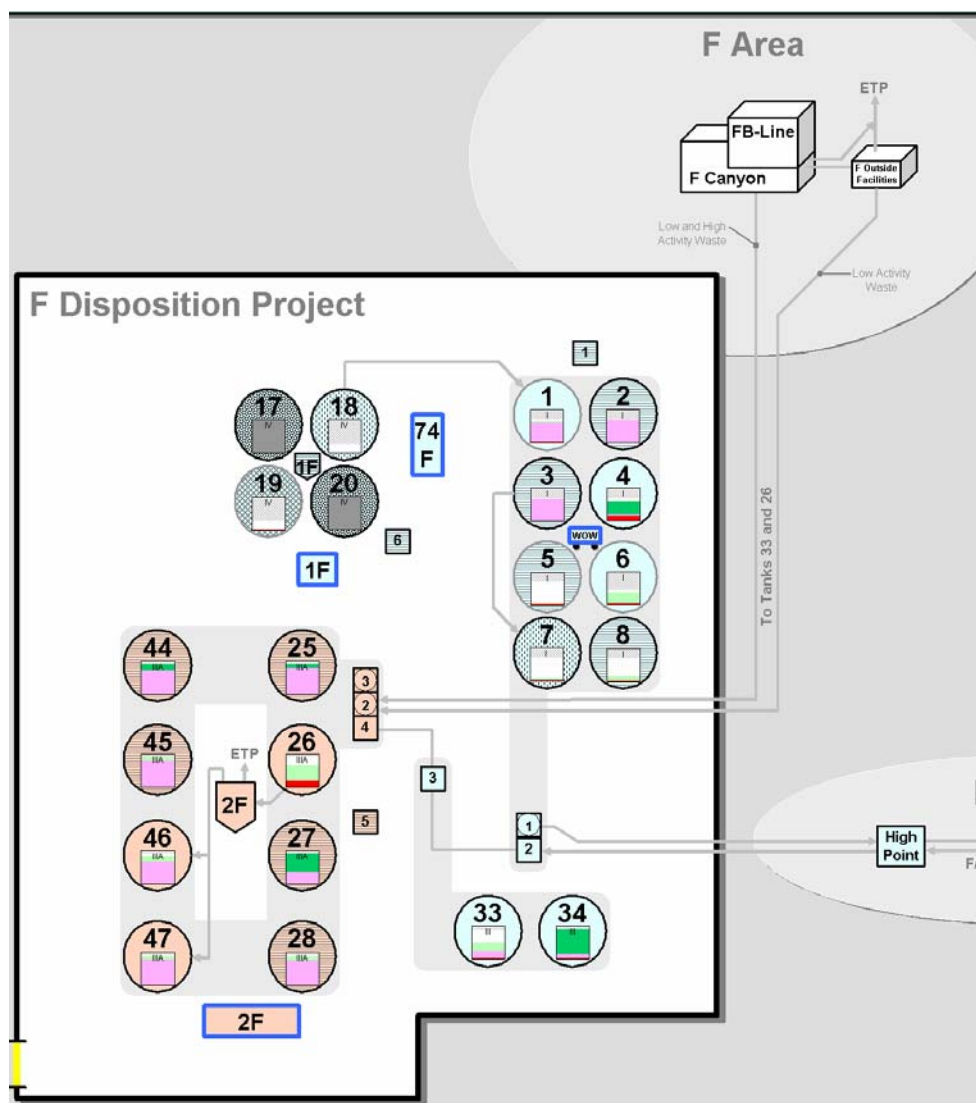 F Area
ETP
FB-Line
F Canyon
F Outside
Facilities
Low and High
Activity Waste
Low Activity
Waste
F Disposition Project
1
17
IV
18
IV
74
F
1
I
2
I
1F
19
IV
20
IV
3
I
4
I
6
WOW
1F
5
I
6
I
To Tanks 33 and 26
7
I
8
I
44
IIIA
25
IIIA
3
2
4
45
IIIA
ETP
26
IIIA
3
2F
5
1
2
46
IIIA
27
IIIA
High
Point
FA
33
34
III
47
IIIA
28
IIIA
2F